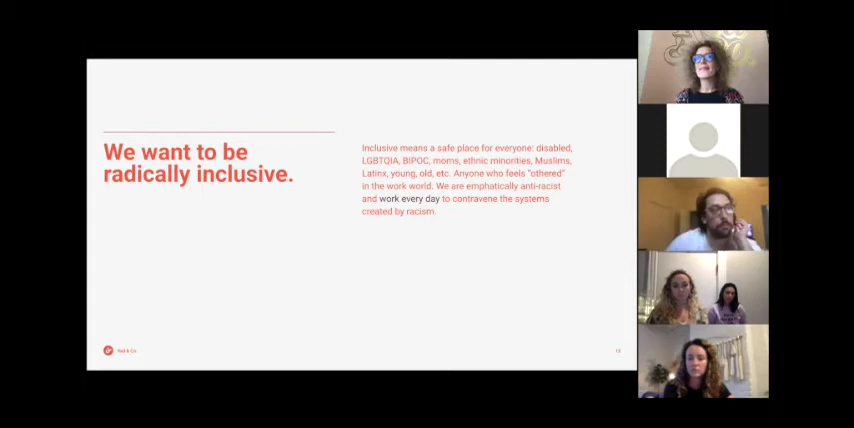 We want to be
radically inclusive.
Inclusive means a safe place for everyone: disabled,
LGBTQIA, BIPOC, moms, ethnic minorities, Muslims,
Latinx, young, old, etc. Anyone who feels "othered"
in the work world. We are emphatically anti-racist
and work every day to contravene the systems
created by racism.